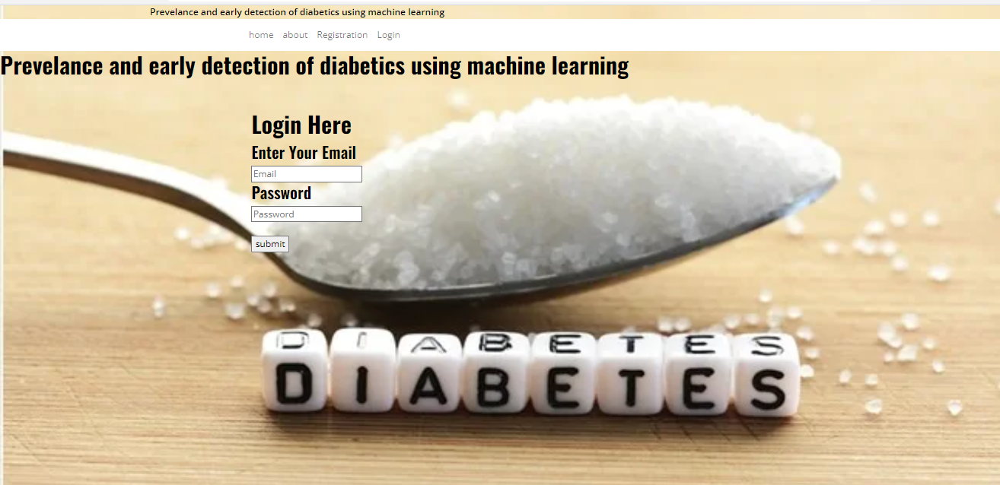 Prevelance and early detection of diabetics using machine learning
home about Registration Login
Prevelance and early detection of diabetics using machine learning
Login Here
Enter Your Email
Email
Password
Password
submit
D I A B E T E S
D I A B E T E S